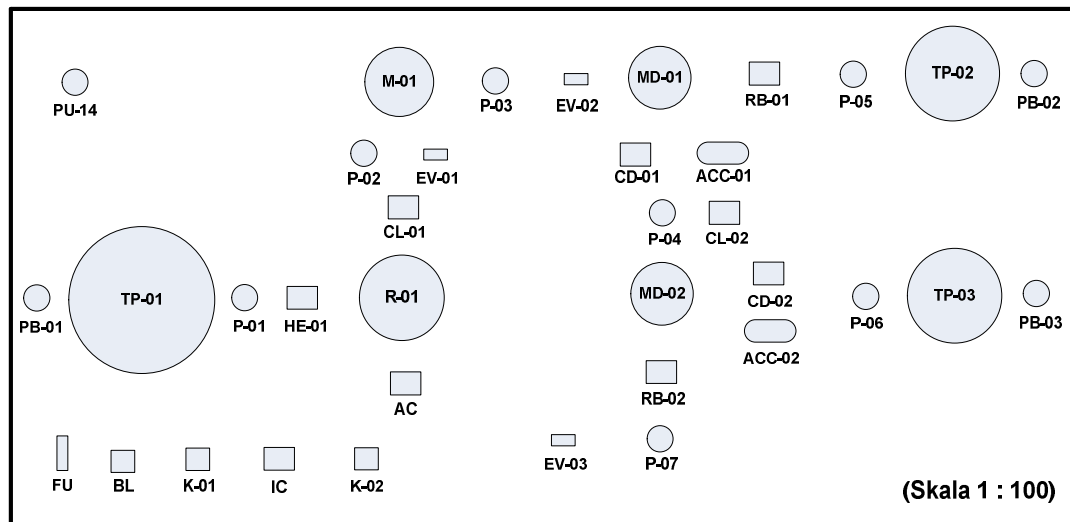 M-01
MD-01
TP-02
PU-14
P-03
EV-02
RB-01
P-05
PB-02
P-02
EV-01
CD-01
ACC-01
CL-01
P-04
CL-02
TP-01
R-01
MD-02
TP-03
PB-01
P-01
HE-01
CD-02
P-06
PB-03
ACC-02
AC
RB-02
FU
BL
K-01
IC
K-02
EV-03
P-07
(Skala 1 : 100)